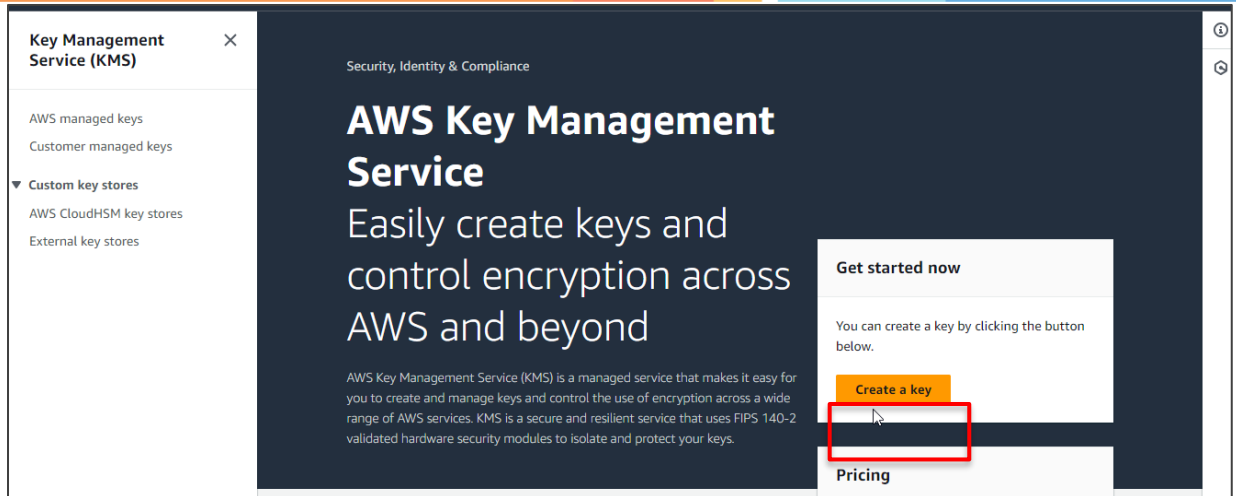 Key Management
Service (KMS)
AWS managed keys
Customer managed keys
Custom key stores
AWS CloudHSM key stores
External key stores
Security, Identity & Compliance
AWS Key Management
Service
Easily create keys and
control encryption across
AWS and beyond
AWS Key Management Service (KMS) is a managed service that makes it easy for
you to create and manage keys and control the use of encryption across a wide
range of AWS services. KMS is a secure and resilient service that uses FIPS 140-2
validated hardware security modules to isolate and protect your keys.
Get started now
You can create a key by clicking the button
below.
Create a key
Pricing